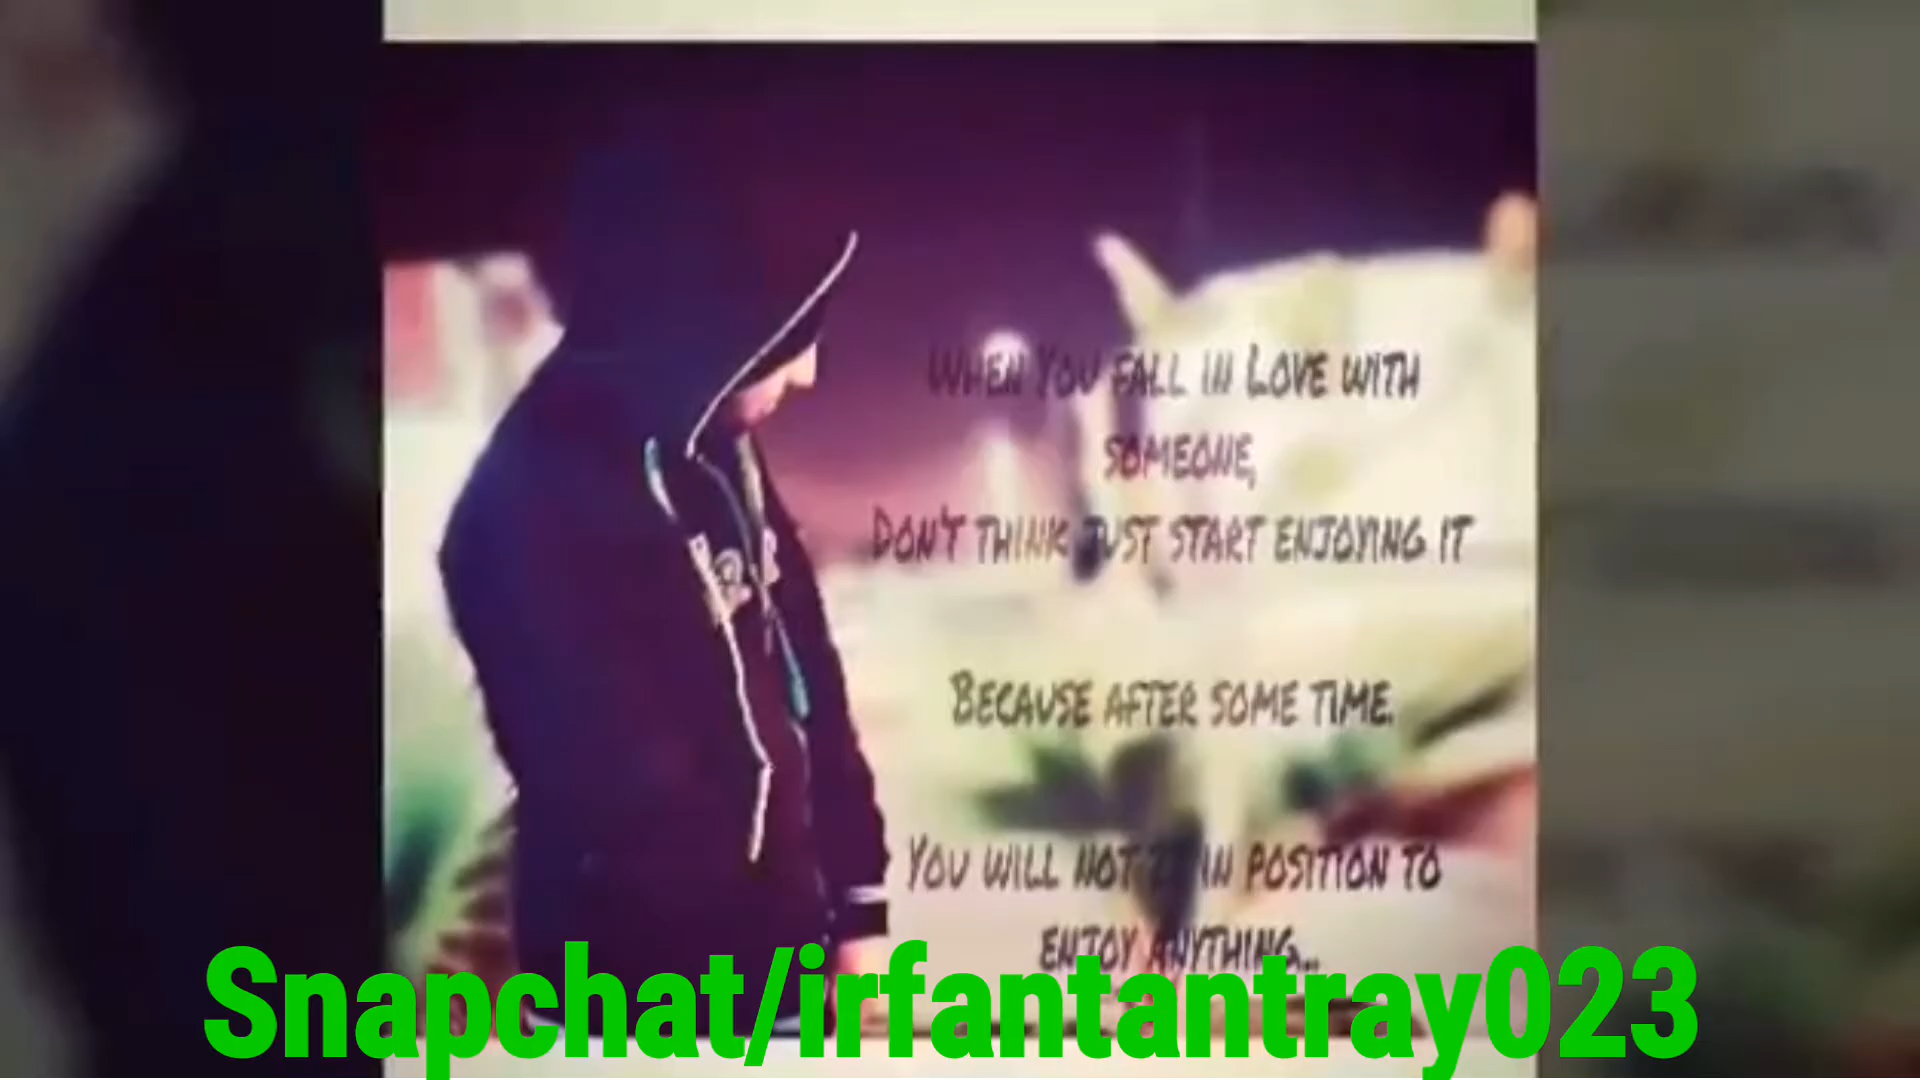 When You fall in Love with
someone,
Don't think just start enjoying it
Because after some time.
You will not in position to
enjoy anything...
Snapchat/irfantantray023